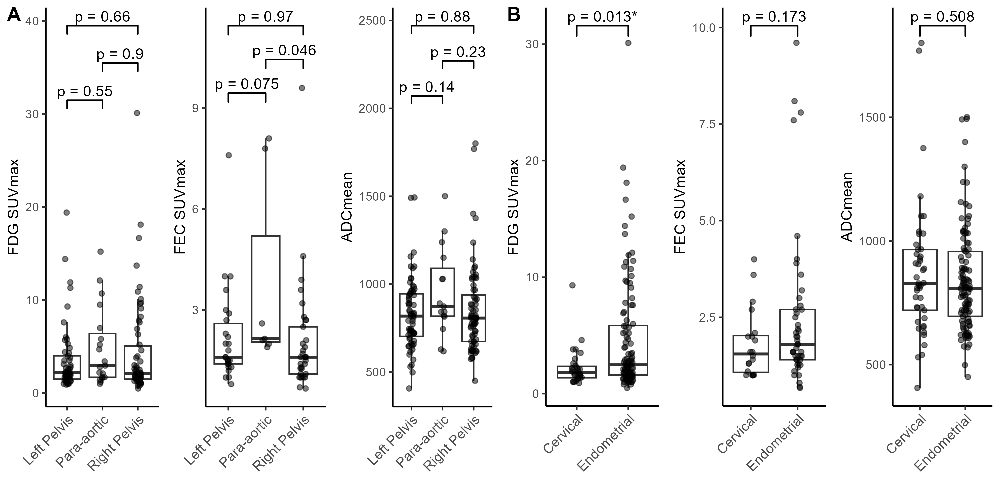 A
FDG SUVmax
40
30
20
10
0
p = 0.66
p = 0.9
p = 0.55
Left Pelvis
Para-aortic
Right Pelvis
FEC SUVmax
9
6
3
p = 0.97
p = 0.046
p = 0.075
Left Pelvis
Para-aortic
Right Pelvis
ADCmean
2500
2000
1500
1000
500
p = 0.88
p = 0.23
p = 0.14
Left Pelvis
Para-aortic
Right Pelvis
B
FDG SUVmax
30
20
10
0
p = 0.013*
Cervical
Endometrial
FEC SUVmax
10.0
7.5
5.0
2.5
p = 0.173
Cervical
Endometrial
ADCmean
1500
1000
500
p = 0.508
Cervical
Endometrial